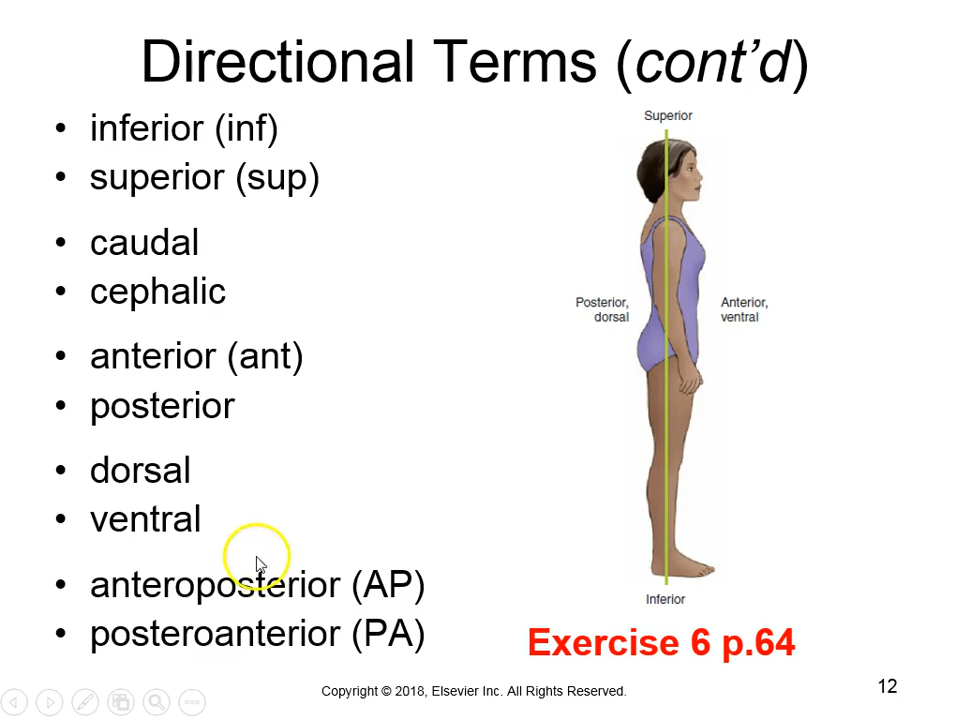 Directional Terms (cont’d)
• inferior (inf)
• superior (sup)
• caudal
• cephalic
• anterior (ant)
• posterior
• dorsal
• ventral
• anteroposterior (AP)
• posteroanterior (PA)
Superior
Posterior,
dorsal
Anterior,
ventral
Inferior
Exercise 6 p.64
Copyright © 2018, Elsevier Inc. All Rights Reserved.
12